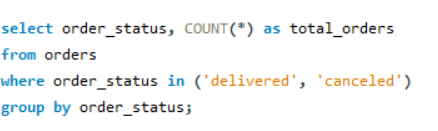 select order_status, COUNT(*) as total_orders
from orders
where order_status in ('delivered', 'canceled')
group by order_status;